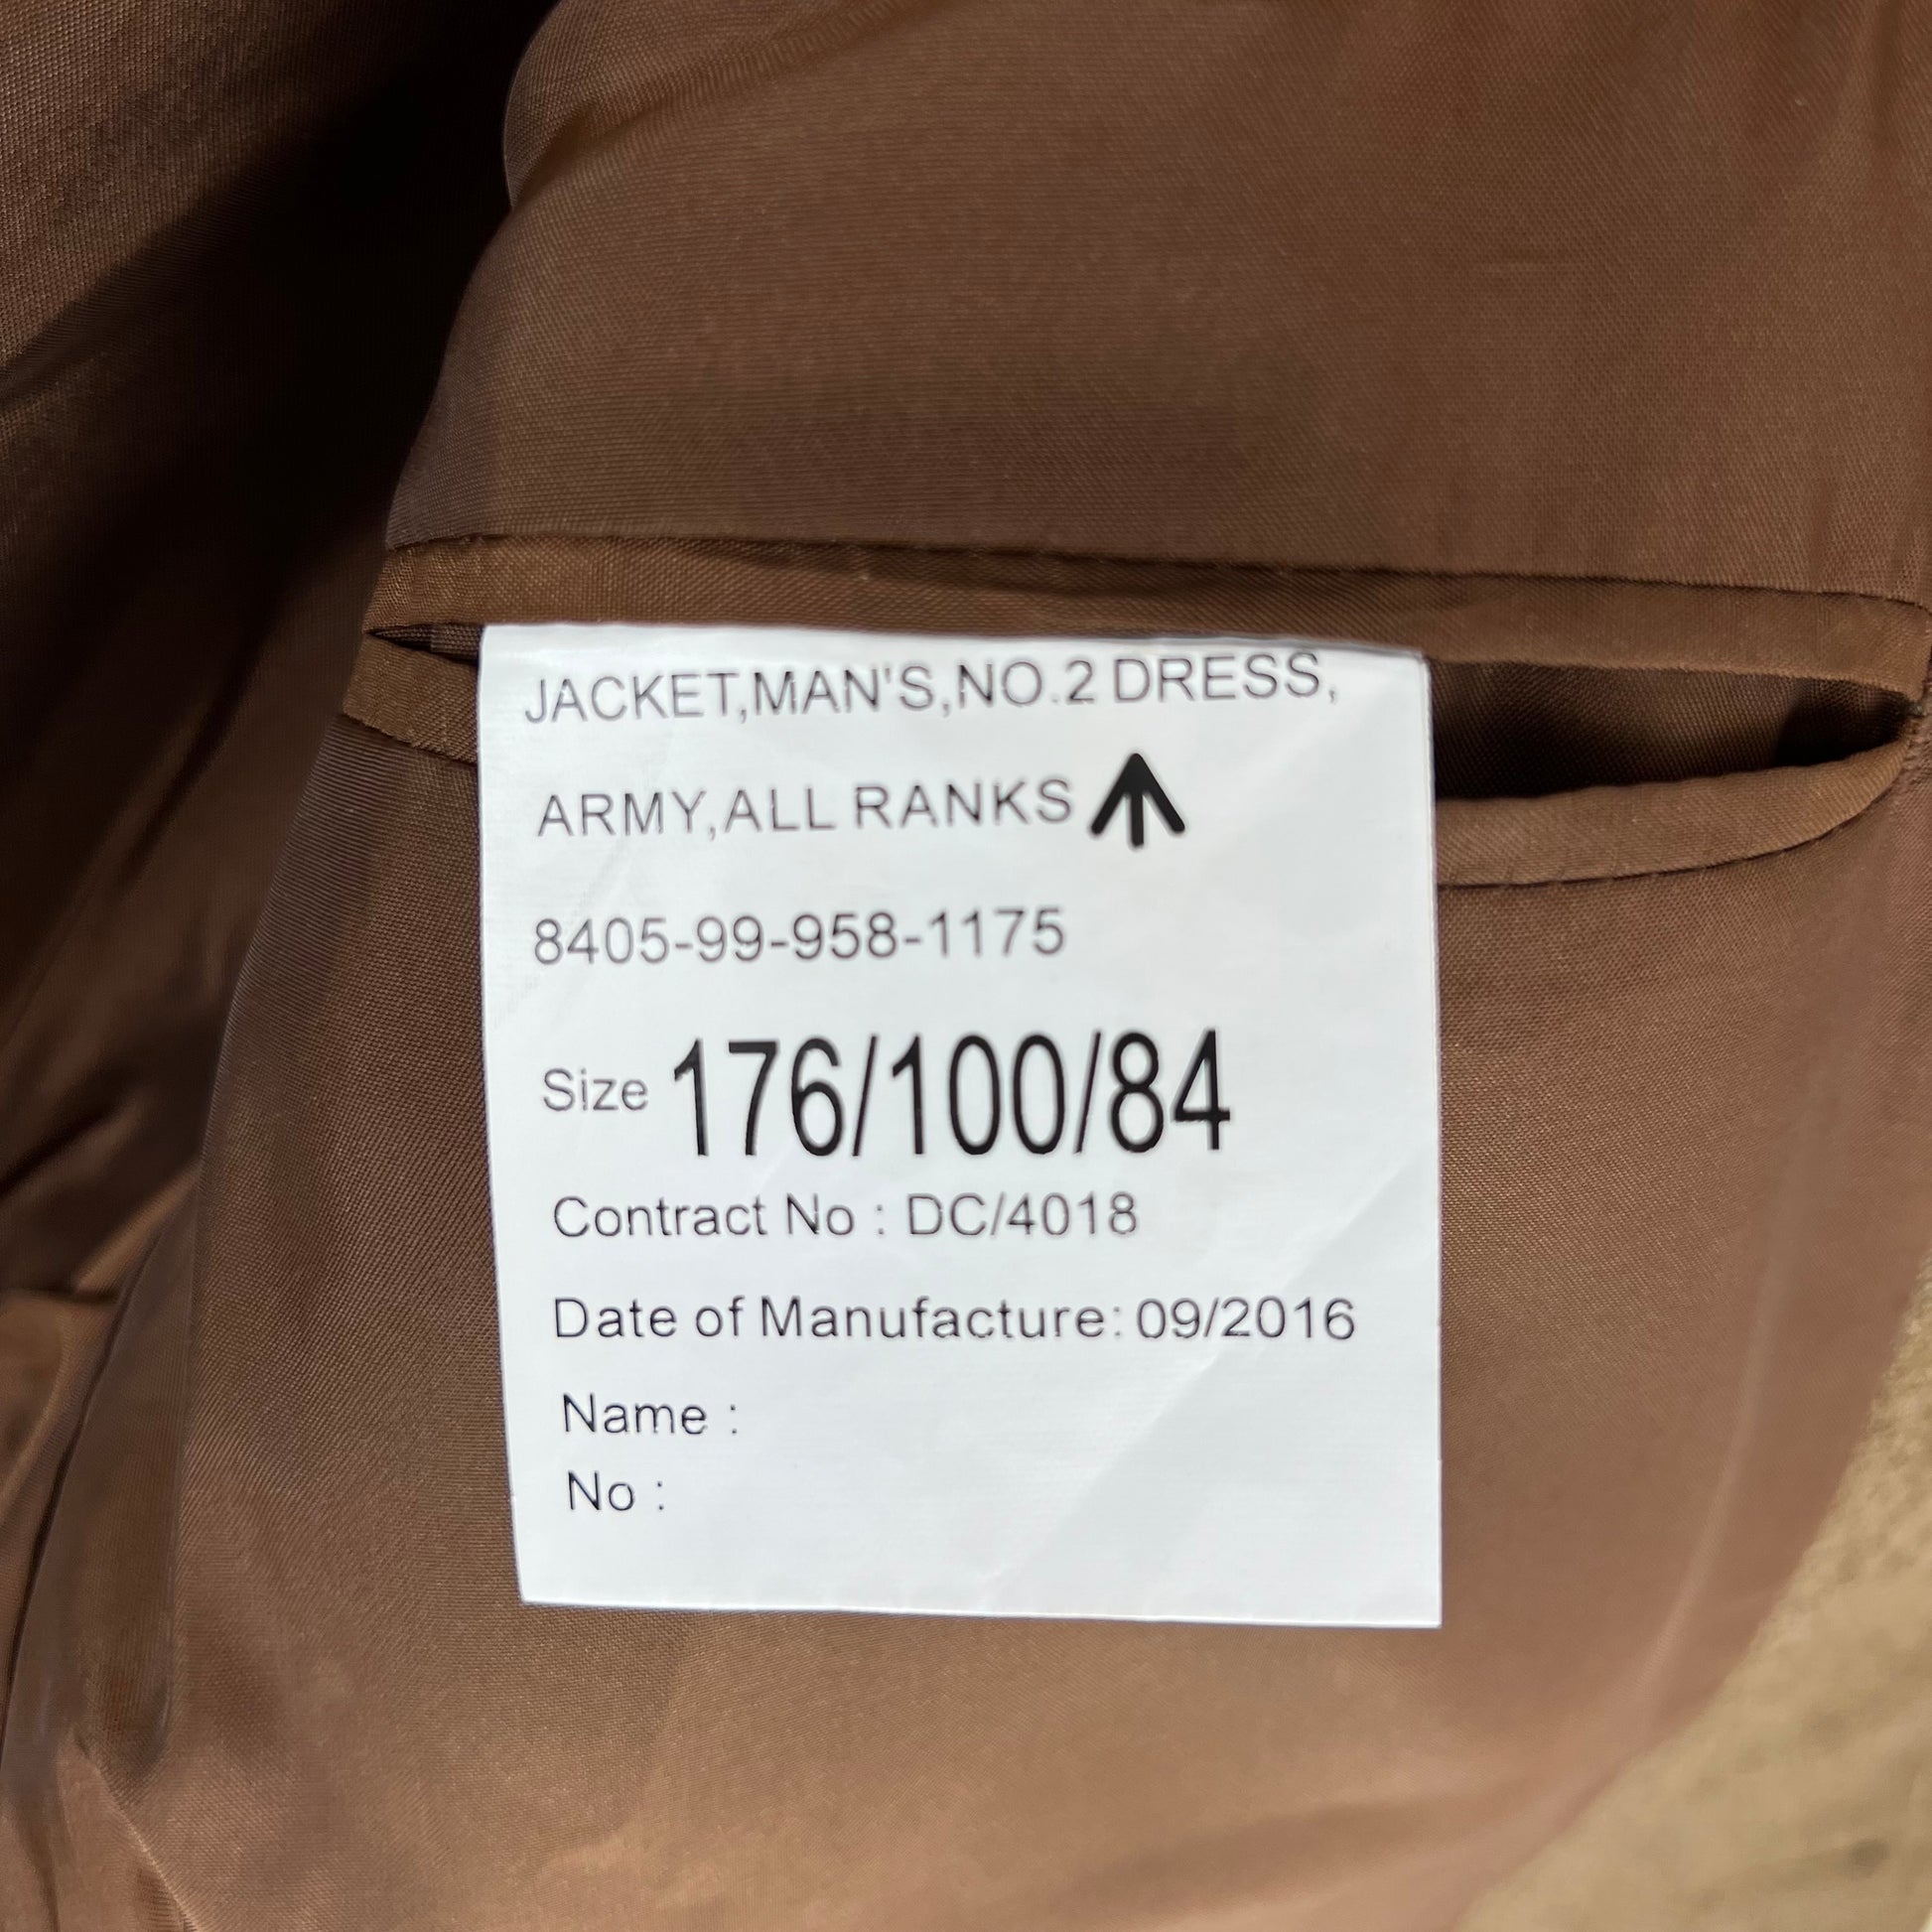 JACKET,MAN'S,NO.2 DRESS,
ARMY,ALL RANKS
8405-99-958-1175
Size 176/100/84
Contract No : DC/4018
Date of Manufacture: 09/2016
Name :
No :